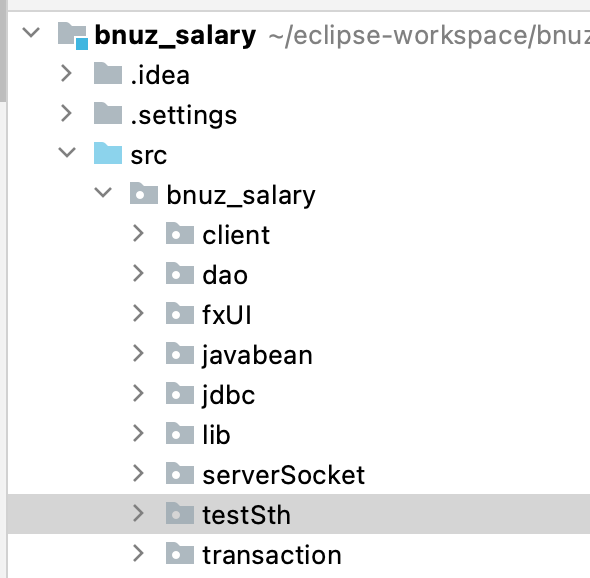 bnuz_salary ~/eclipse-workspace/bnuz
.idea
.settings
src
bnuz_salary
client
dao
fxUI
javabean
jdbc
lib
serverSocket
testSth
transaction